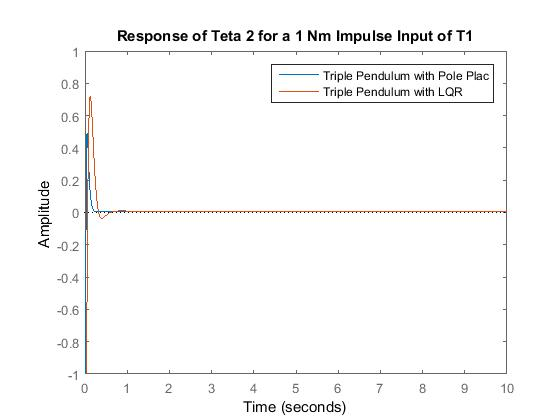 Response of Teta 2 for a 1 Nm Impulse Input of T1
Triple Pendulum with Pole Plac
Triple Pendulum with LQR
1
0.8
0.6
0.4
0.2
0
-0.2
-0.4
-0.6
-0.8
-1
Amplitude
0 1 2 3 4 5 6 7 8 9 10
Time (seconds)